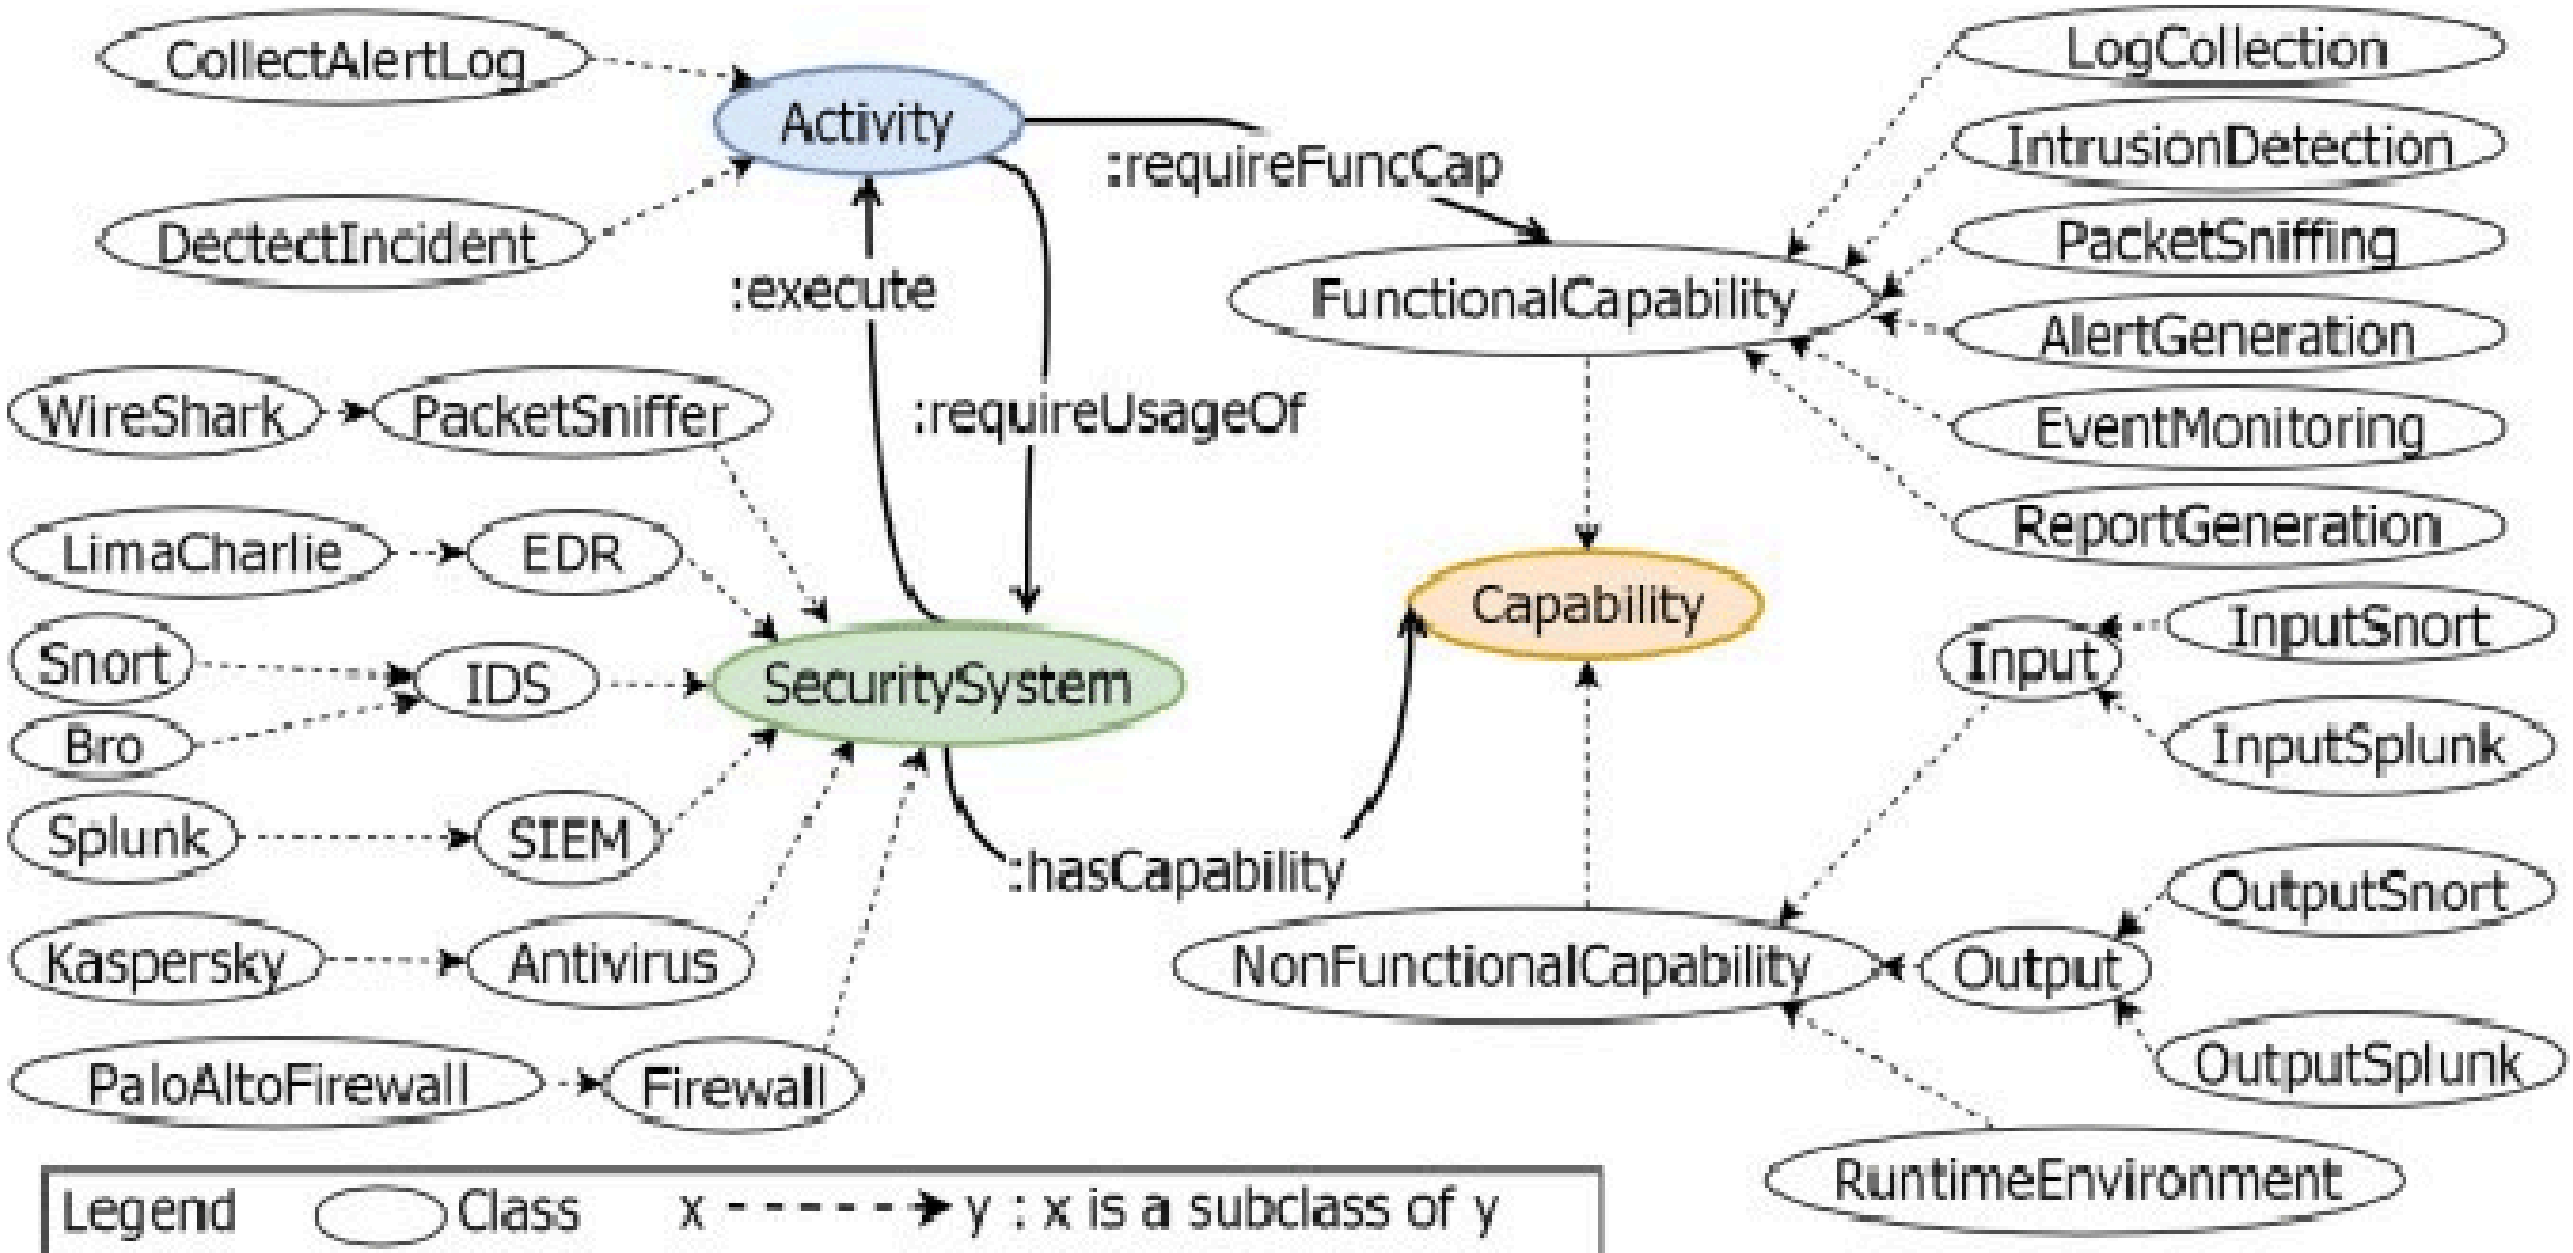 CollectAlertLog
Activity
DectectIncident
:execute
:requireFuncCap
:requireUsageOf
LogCollection
IntrusionDetection
PacketSniffing
FunctionalCapability
AlertGeneration
EventMonitoring
ReportGeneration
WireShark
PacketSniffer
LimaCharlie
EDR
Snort
IDS
Bro
SecuritySystem
Splunk
SIEM
Kaspersky
Antivirus
PaloAltoFirewall
Firewall
:hasCapability
Capability
Input
InputSnort
InputSplunk
NonFunctionalCapability
Output
OutputSnort
OutputSplunk
RuntimeEnvironment
Legend
Class
x
y : x is a subclass of y